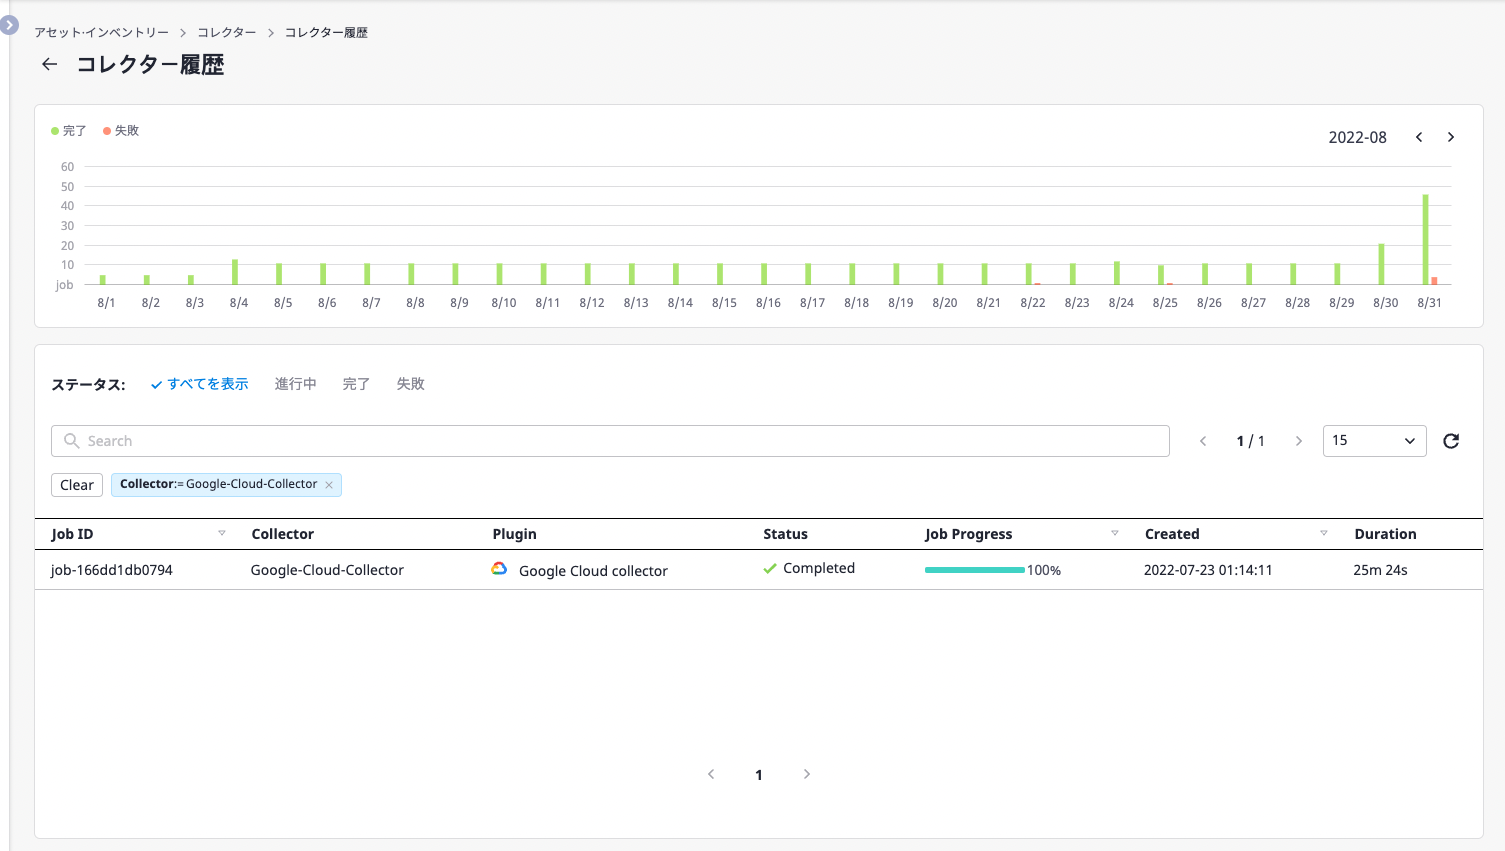 アセット·インベントリー > コレクター > コレクター履歴
コレクター履歴
完了 失敗
2022-08
60
50
40
30
20
10
job
8/1 8/2 8/3 8/4 8/5 8/6 8/7 8/8 8/9 8/10 8/11 8/12 8/13 8/14 8/15 8/16 8/17 8/18 8/19 8/20 8/21 8/22 8/23 8/24 8/25 8/26 8/27 8/28 8/29 8/30 8/31
ステータス: すべてを表示 進行中 完了 失敗
Search 1 / 1 15
Clear Collector:= Google-Cloud-Collector
Job ID Collector Plugin Status Job Progress Created Duration
job-166dd1db0794 Google-Cloud-Collector Google Cloud collector Completed 100% 2022-07-23 01:14:11 25m 24s
1